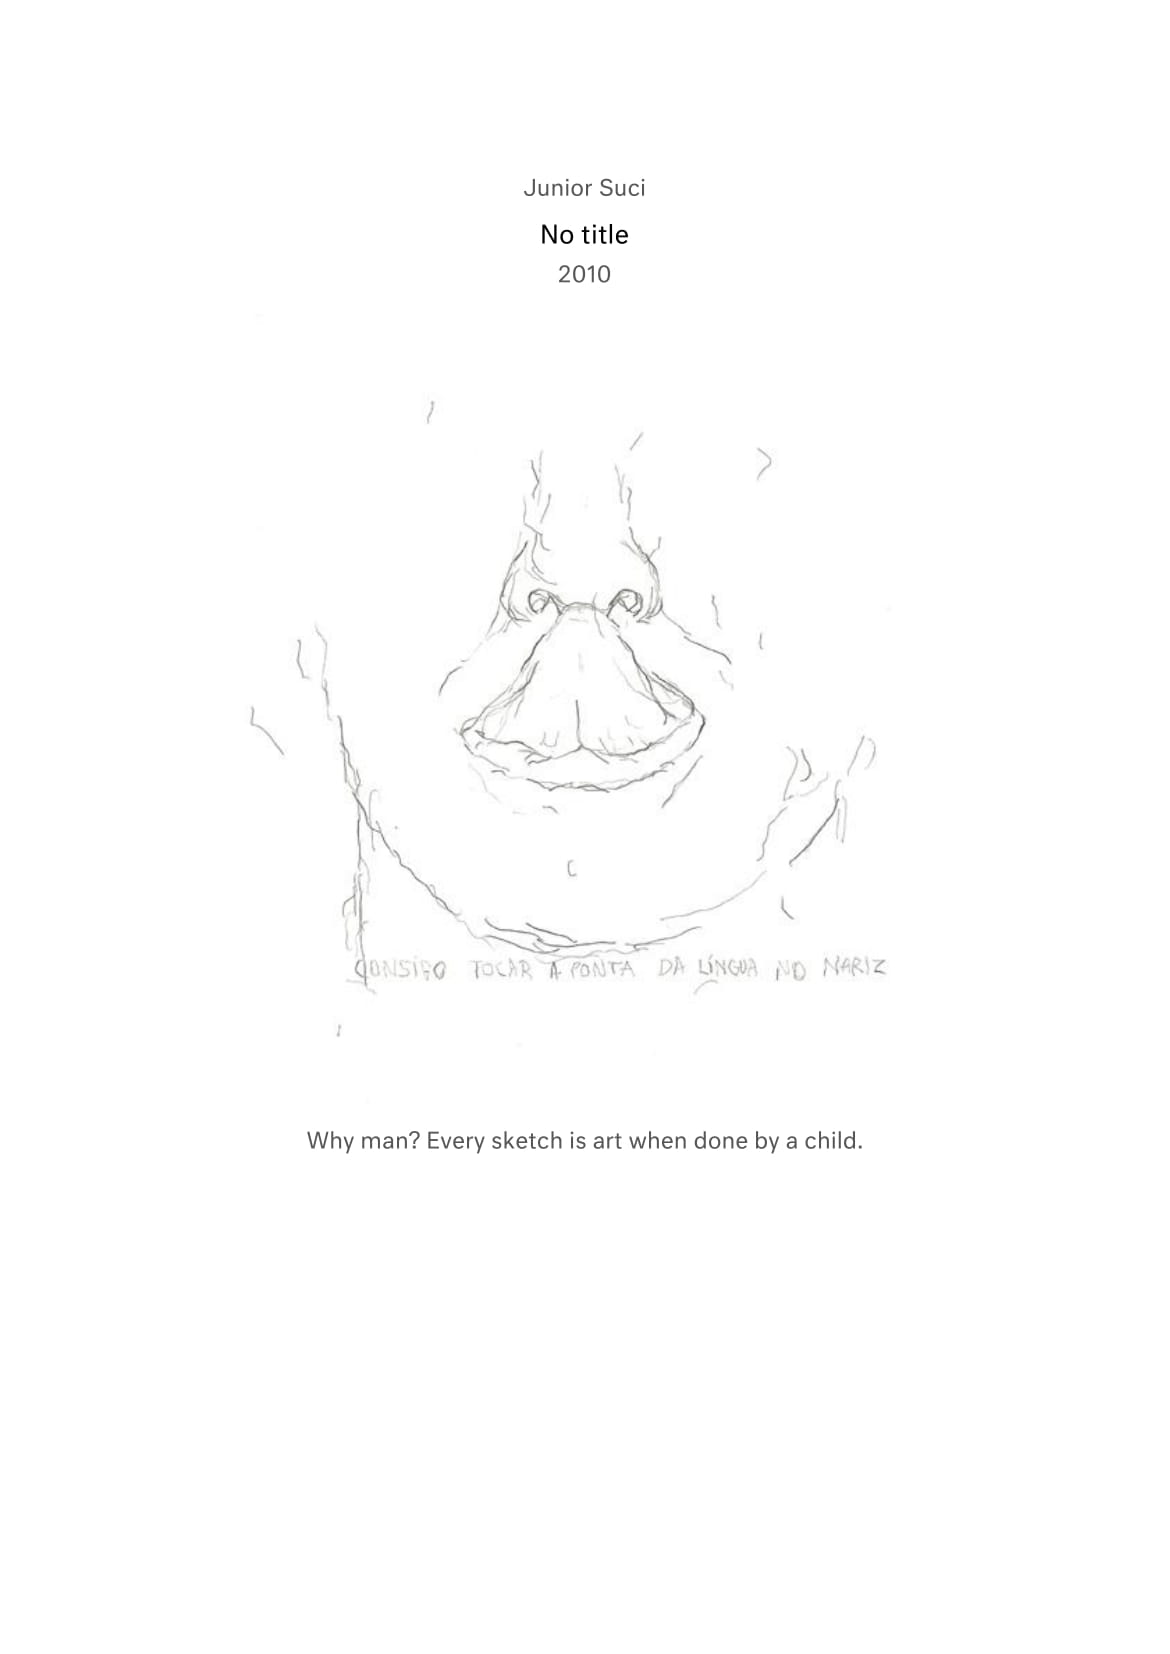 Junior Suci
No title
2010
CONSIGO TOCAR A PONTA DA LÍNGUA NO NARIZ
Why man? Every sketch is art when done by a child.